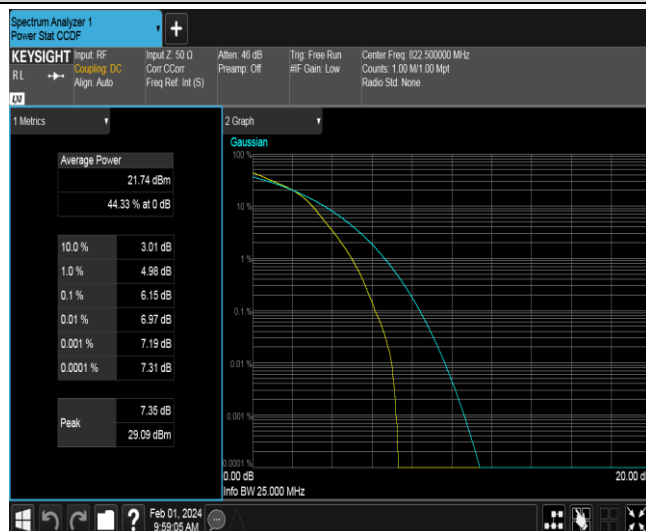 Spectrum Analyzer 1
Power Stat CCDF
+
KEYSIGHT
RL
LXI
Input: RF
Coupling: DC
Align: Auto
Input Z: 50 Ω
Corr CCorr
Freq Ref: Int (S)
Atten: 46 dB
Preamp: Off
Trig: Free Run
#IF Gain: Low
Center Freq: 822.500000 MHz
Counts: 1.00 M/1.00 Mpt
Radio Std: None
1 Metrics
Average Power
21.74 dBm
44.33 % at 0 dB
10.0 % 3.01 dB
1.0 % 4.98 dB
0.1 % 6.15 dB
0.01 % 6.97 dB
0.001 % 7.19 dB
0.0001 % 7.31 dB
Peak
7.35 dB
29.09 dBm
2 Graph
Gaussian
100 %
10 %
1 %
0.1 %
0.01 %
0.001 %
0.0001 %
0.00 dB
20.00 d
Info BW 25.000 MHz
?
Feb 01, 2024
9:59:05 AM